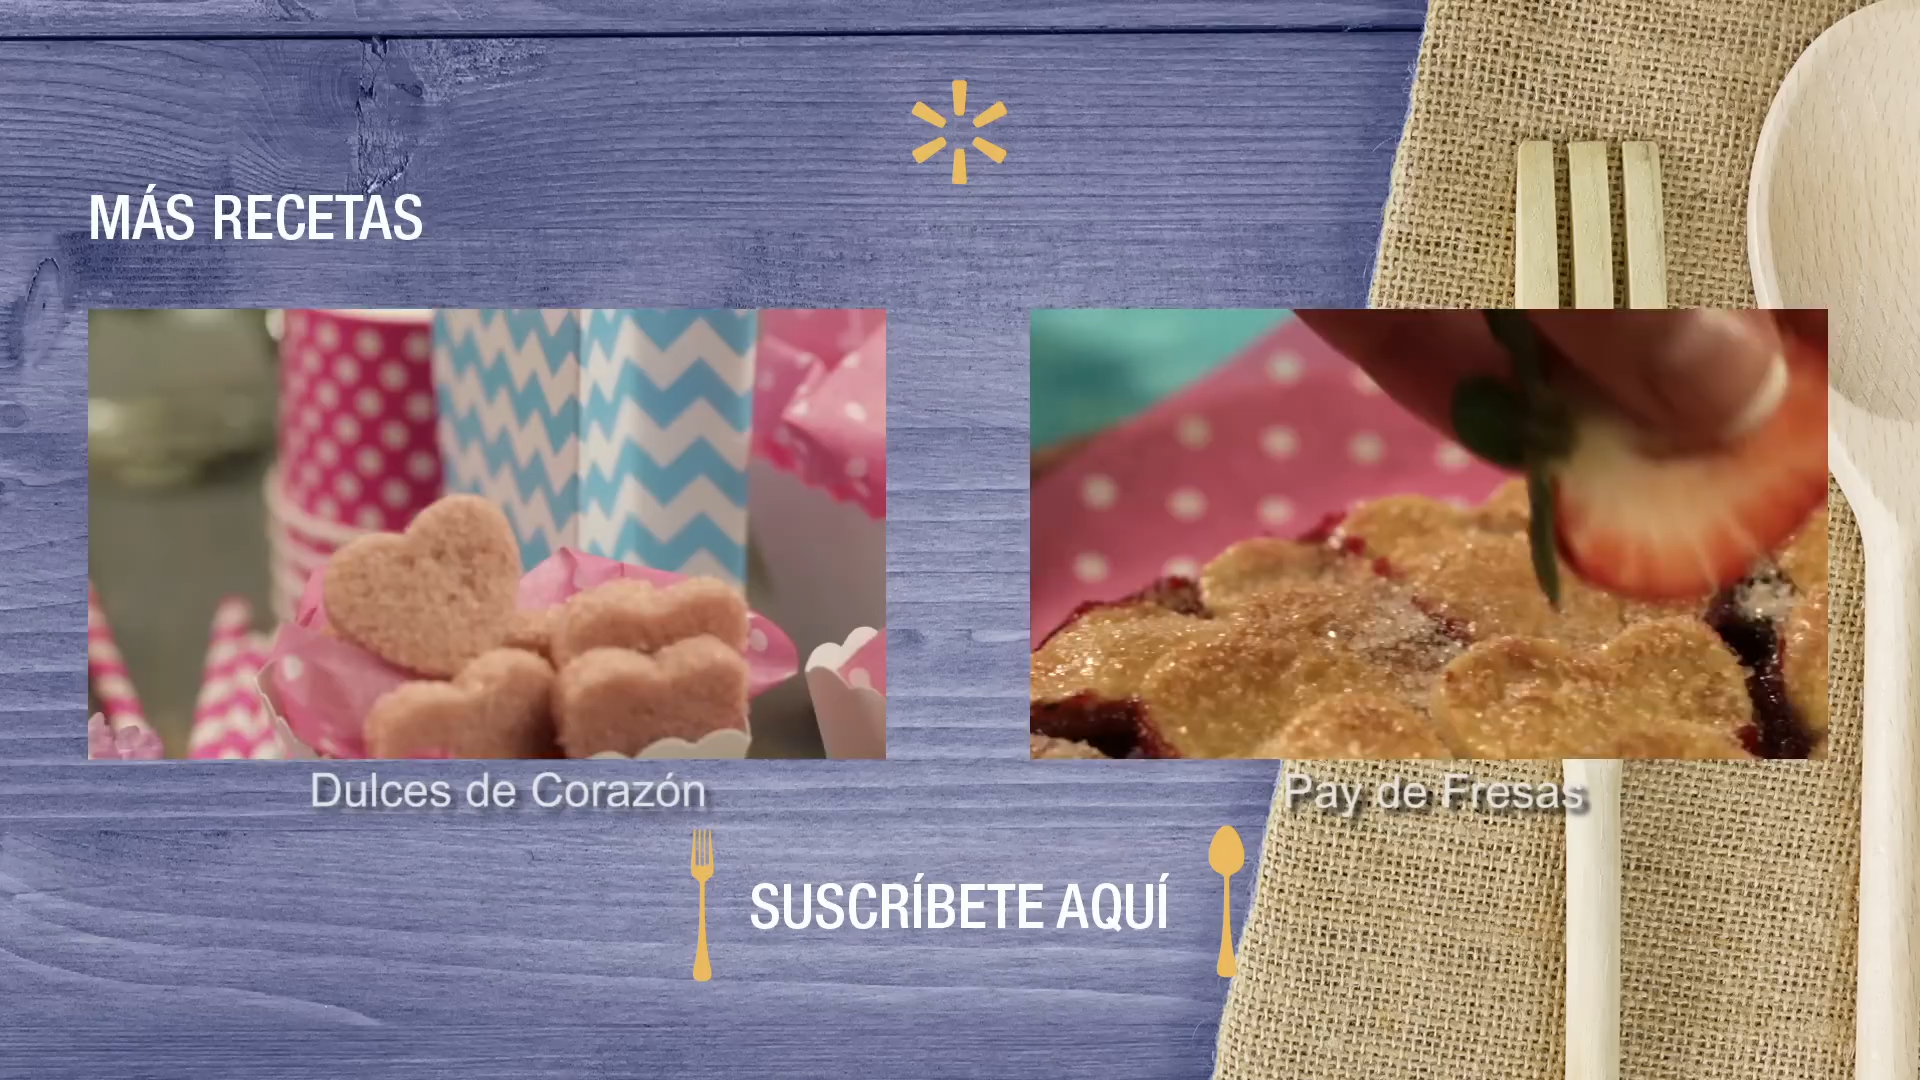 MÁS RECETAS
Dulces de Corazón
Pay de Fresas
SUSCRÍBETE AQUÍ